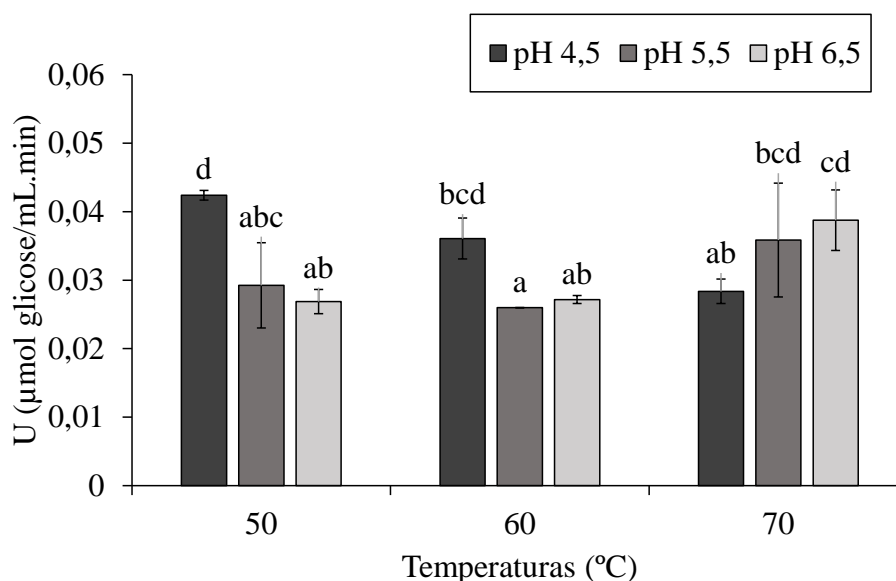 pH 4,5 pH 5,5 pH 6,5
U (µmol glicose/mL.min)
0,06
0,05
0,04
0,03
0,02
0,01
0
d abc ab
bcd a ab
ab bcd cd
50 60 70
Temperaturas (ºC)